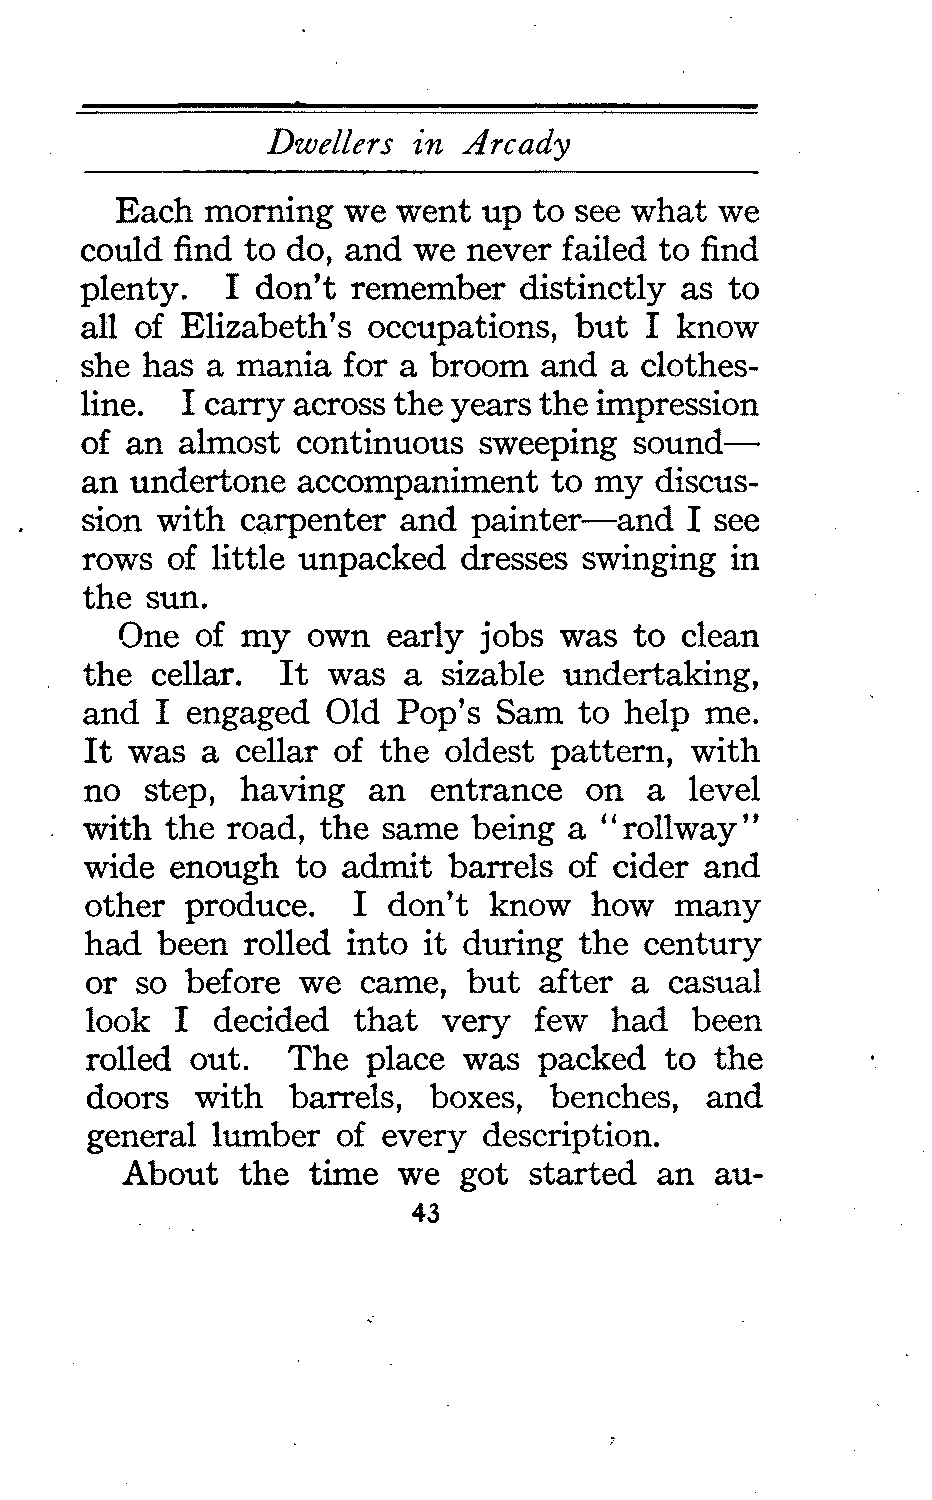 Dwellers in Arcady
Each morning we went up to see what we
could find to do, and we never failed to find
plenty. I don't remember distinctly as to
all of Elizabeth's occupations, but I know
she has a mania for a broom and a clothes-
line. I carry across the years the impression
of an almost continuous sweeping sound—
an undertone accompaniment to my discus-
sion with carpenter and painter—and I see
rows of little unpacked dresses swinging in
the sun.
One of my own early jobs was to clean
the cellar. It was a sizable undertaking,
and I engaged Old Pop's Sam to help me.
It was a cellar of the oldest pattern, with
no step, having an entrance on a level
with the road, the same being a "rollway"
wide enough to admit barrels of cider and
other produce. I don't know how many
had been rolled into it during the century
or so before we came, but after a casual
look I decided that very few had been
rolled out. The place was packed to the
doors with barrels, boxes, benches, and
general lumber of every description.
About the time we got started an au-
43